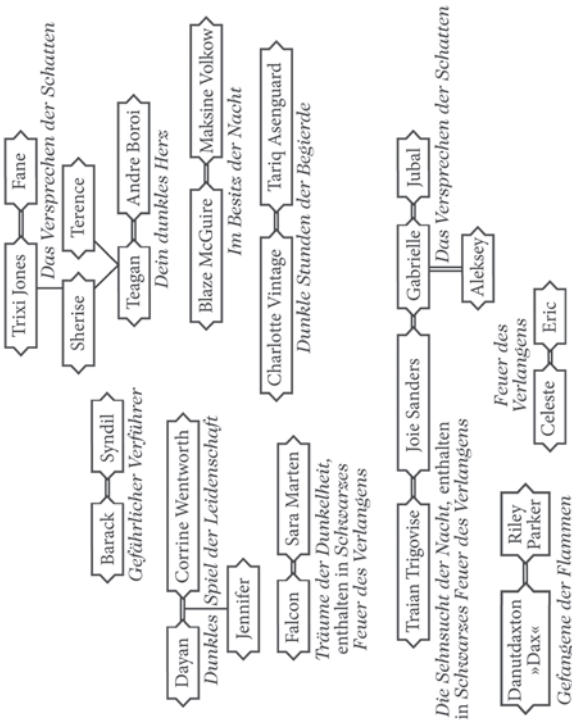 Trixi Jones Fane
Das Versprechen der Schatten
Sherise Terence
Teagan Andre Boroi
Dein dunkles Herz
Barack Syndil
Gefährlicher Verführer
Dayan Corrine Wentworth
Dunkles Spiel der Leidenschaft
Jennifer
Blaze McGuire Maksine Volkow
Im Besits der Nacht
Falcon Sara Marten
Träume der Dunkelheit,
enthalten in Schwarzes
Feuer des Verlangens
Charlotte Vintage Tariq Asenguard
Dunkle Stunden der Begierde
Traian Trigovise Joie Sanders Gabrielle Jubal
Die Sehnsucht der Nacht, enthalten
in Schwarzes Feuer des Verlangens
Das Versprechen der Schatten
Aleksey
Danutdaxton
»Dax«
Riley
Parker
Gefangene der Flammen
Feuer des
Verlangens
Celeste Eric